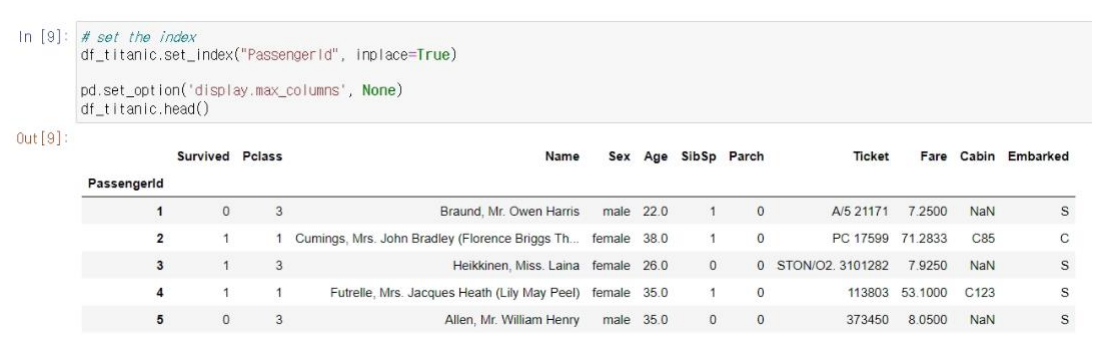 In [9]: # set the index
df_titanic.set_index("PassengerId", inplace=True)
pd.set_option('display.max_columns', None)
df_titanic.head()
Out[9]:
Survived Pclass Name Sex Age SibSp Parch Ticket Fare Cabin Embarked
PassengerId
1 0 3 Braund, Mr. Owen Harris male 22.0 1 0 A/5 21171 7.2500 NaN S
2 1 1 Cumings, Mrs. John Bradley (Florence Briggs Th... female 38.0 1 0 PC 17599 71.2833 C85 C
3 1 3 Heikkinen, Miss. Laina female 26.0 0 0 STON/O2. 3101282 7.9250 NaN S
4 1 1 Futrelle, Mrs. Jacques Heath (Lily May Peel) female 35.0 1 0 113803 53.1000 C123 S
5 0 3 Allen, Mr. William Henry male 35.0 0 0 373450 8.0500 NaN S